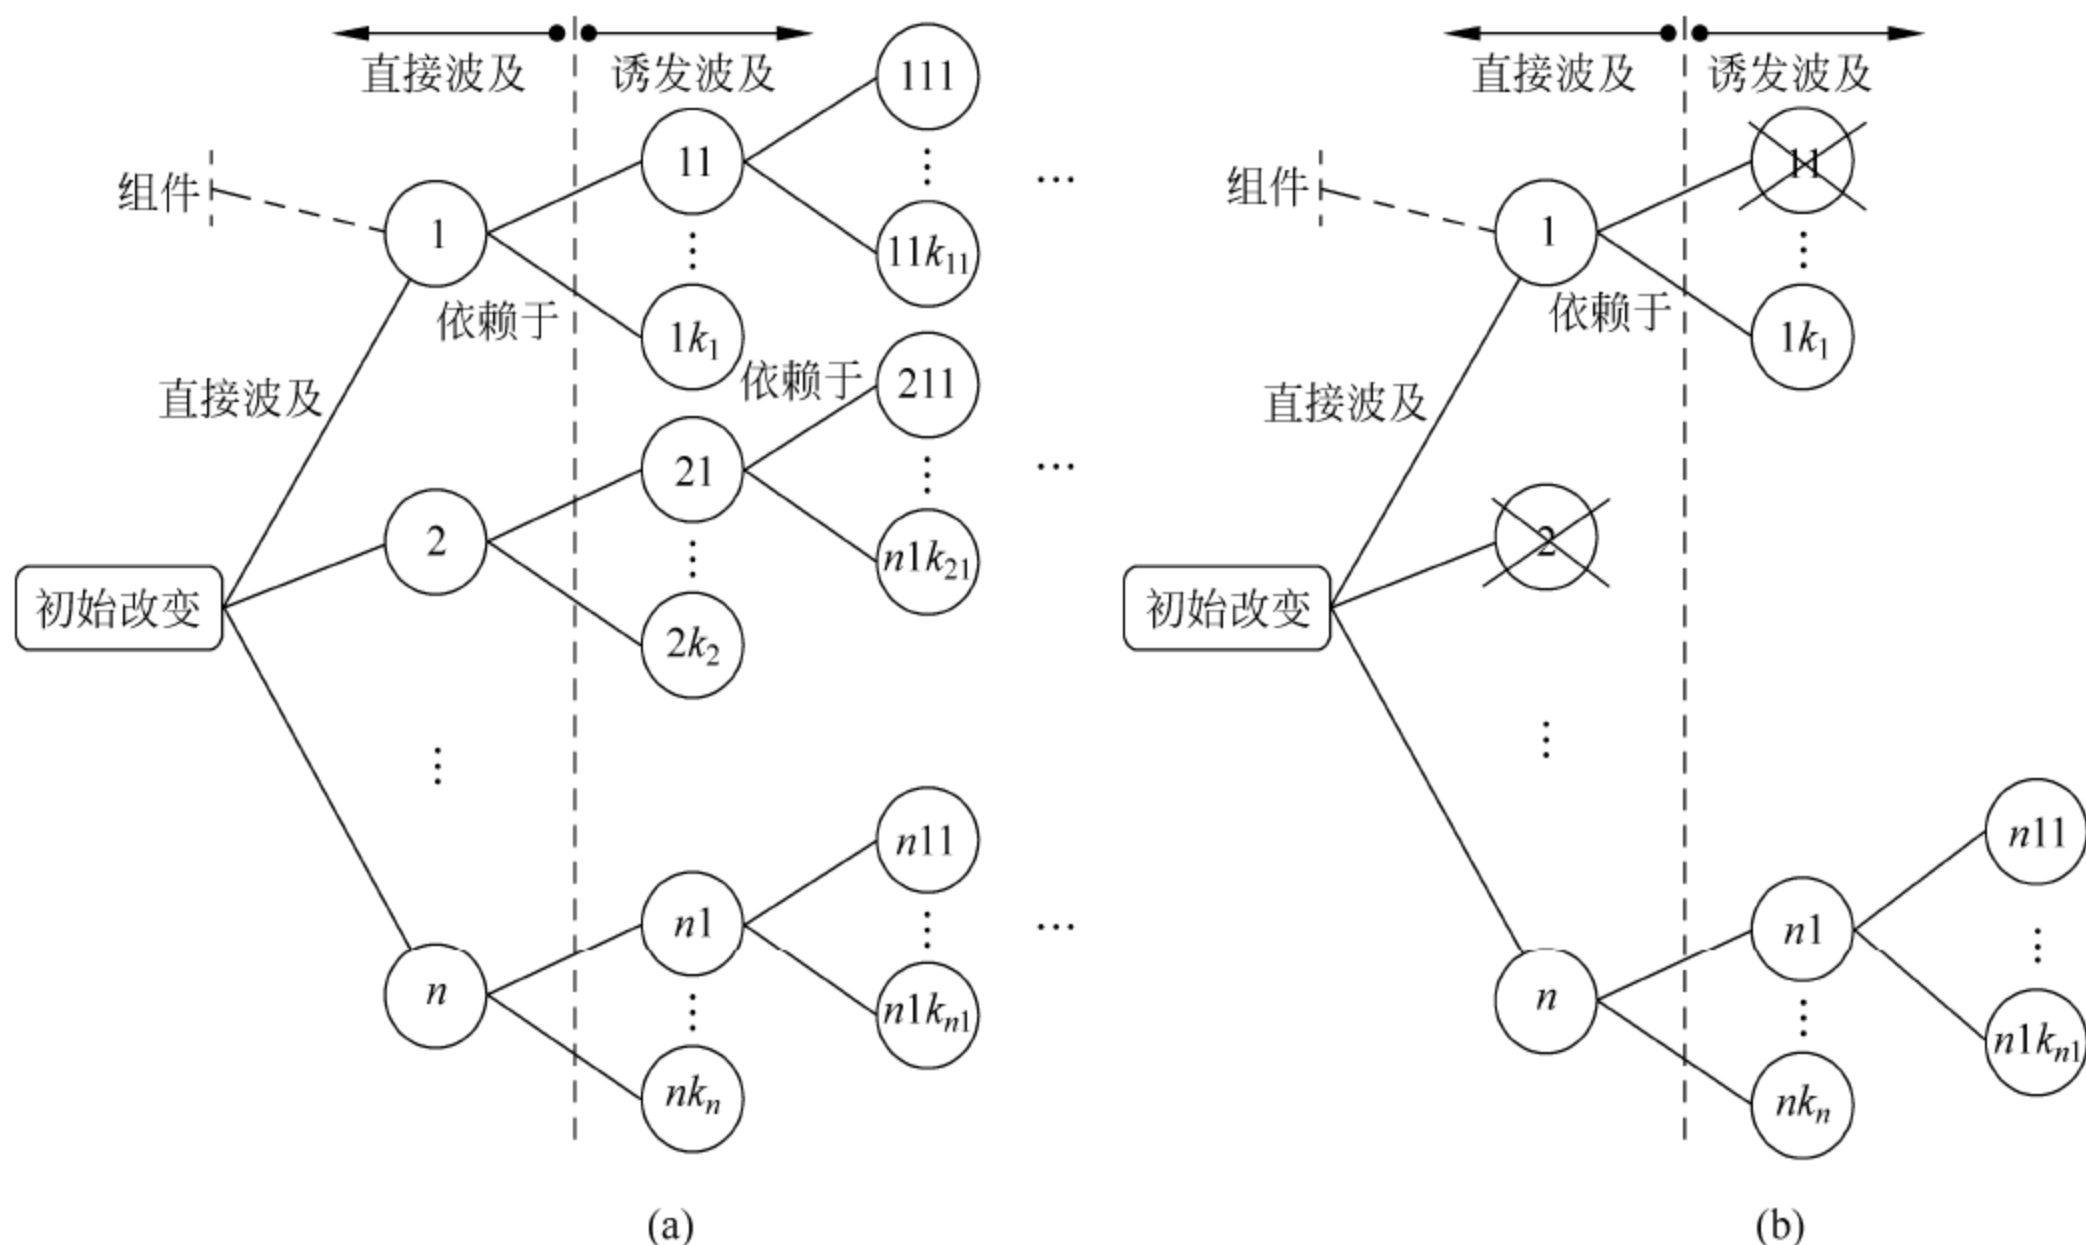 直接波及 诱发波及
组件
1
11
111
⋮
11k₁₁
…
⋮
依赖于
1k₁
直接波及
2
21
依赖于
211
⋮
n1k₂₁
…
⋮
2k₂
初始改变
⋮
n
n1
n11
⋮
n1kₙ₁
…
⋮
nkₙ
(a)
直接波及 诱发波及
组件
1
11
⋮
依赖于
1k₁
直接波及
2
初始改变
⋮
n
n1
n11
⋮
n1kₙ₁
⋮
nkₙ
(b)